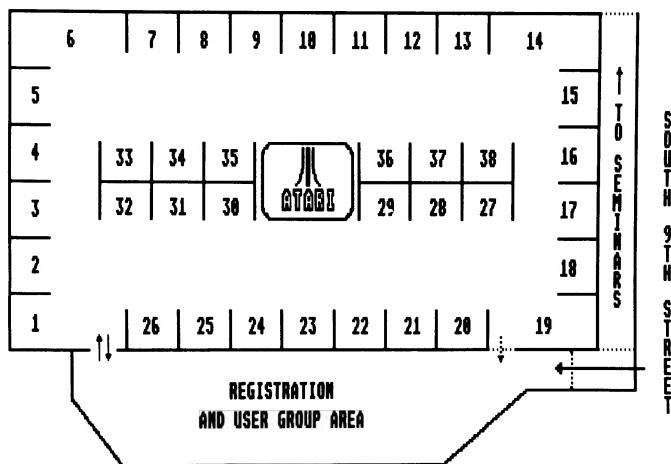 6 7 8 9 10 11 12 13 14
5 15
4 33 34 35 36 37 38 16
ATARI
3 32 31 30 29 28 27 17
2 18
1 26 25 24 23 22 21 20 19
TO SEMINARS
SOUTH 9TH STREET
REGISTRATION
AND USER GROUP AREA